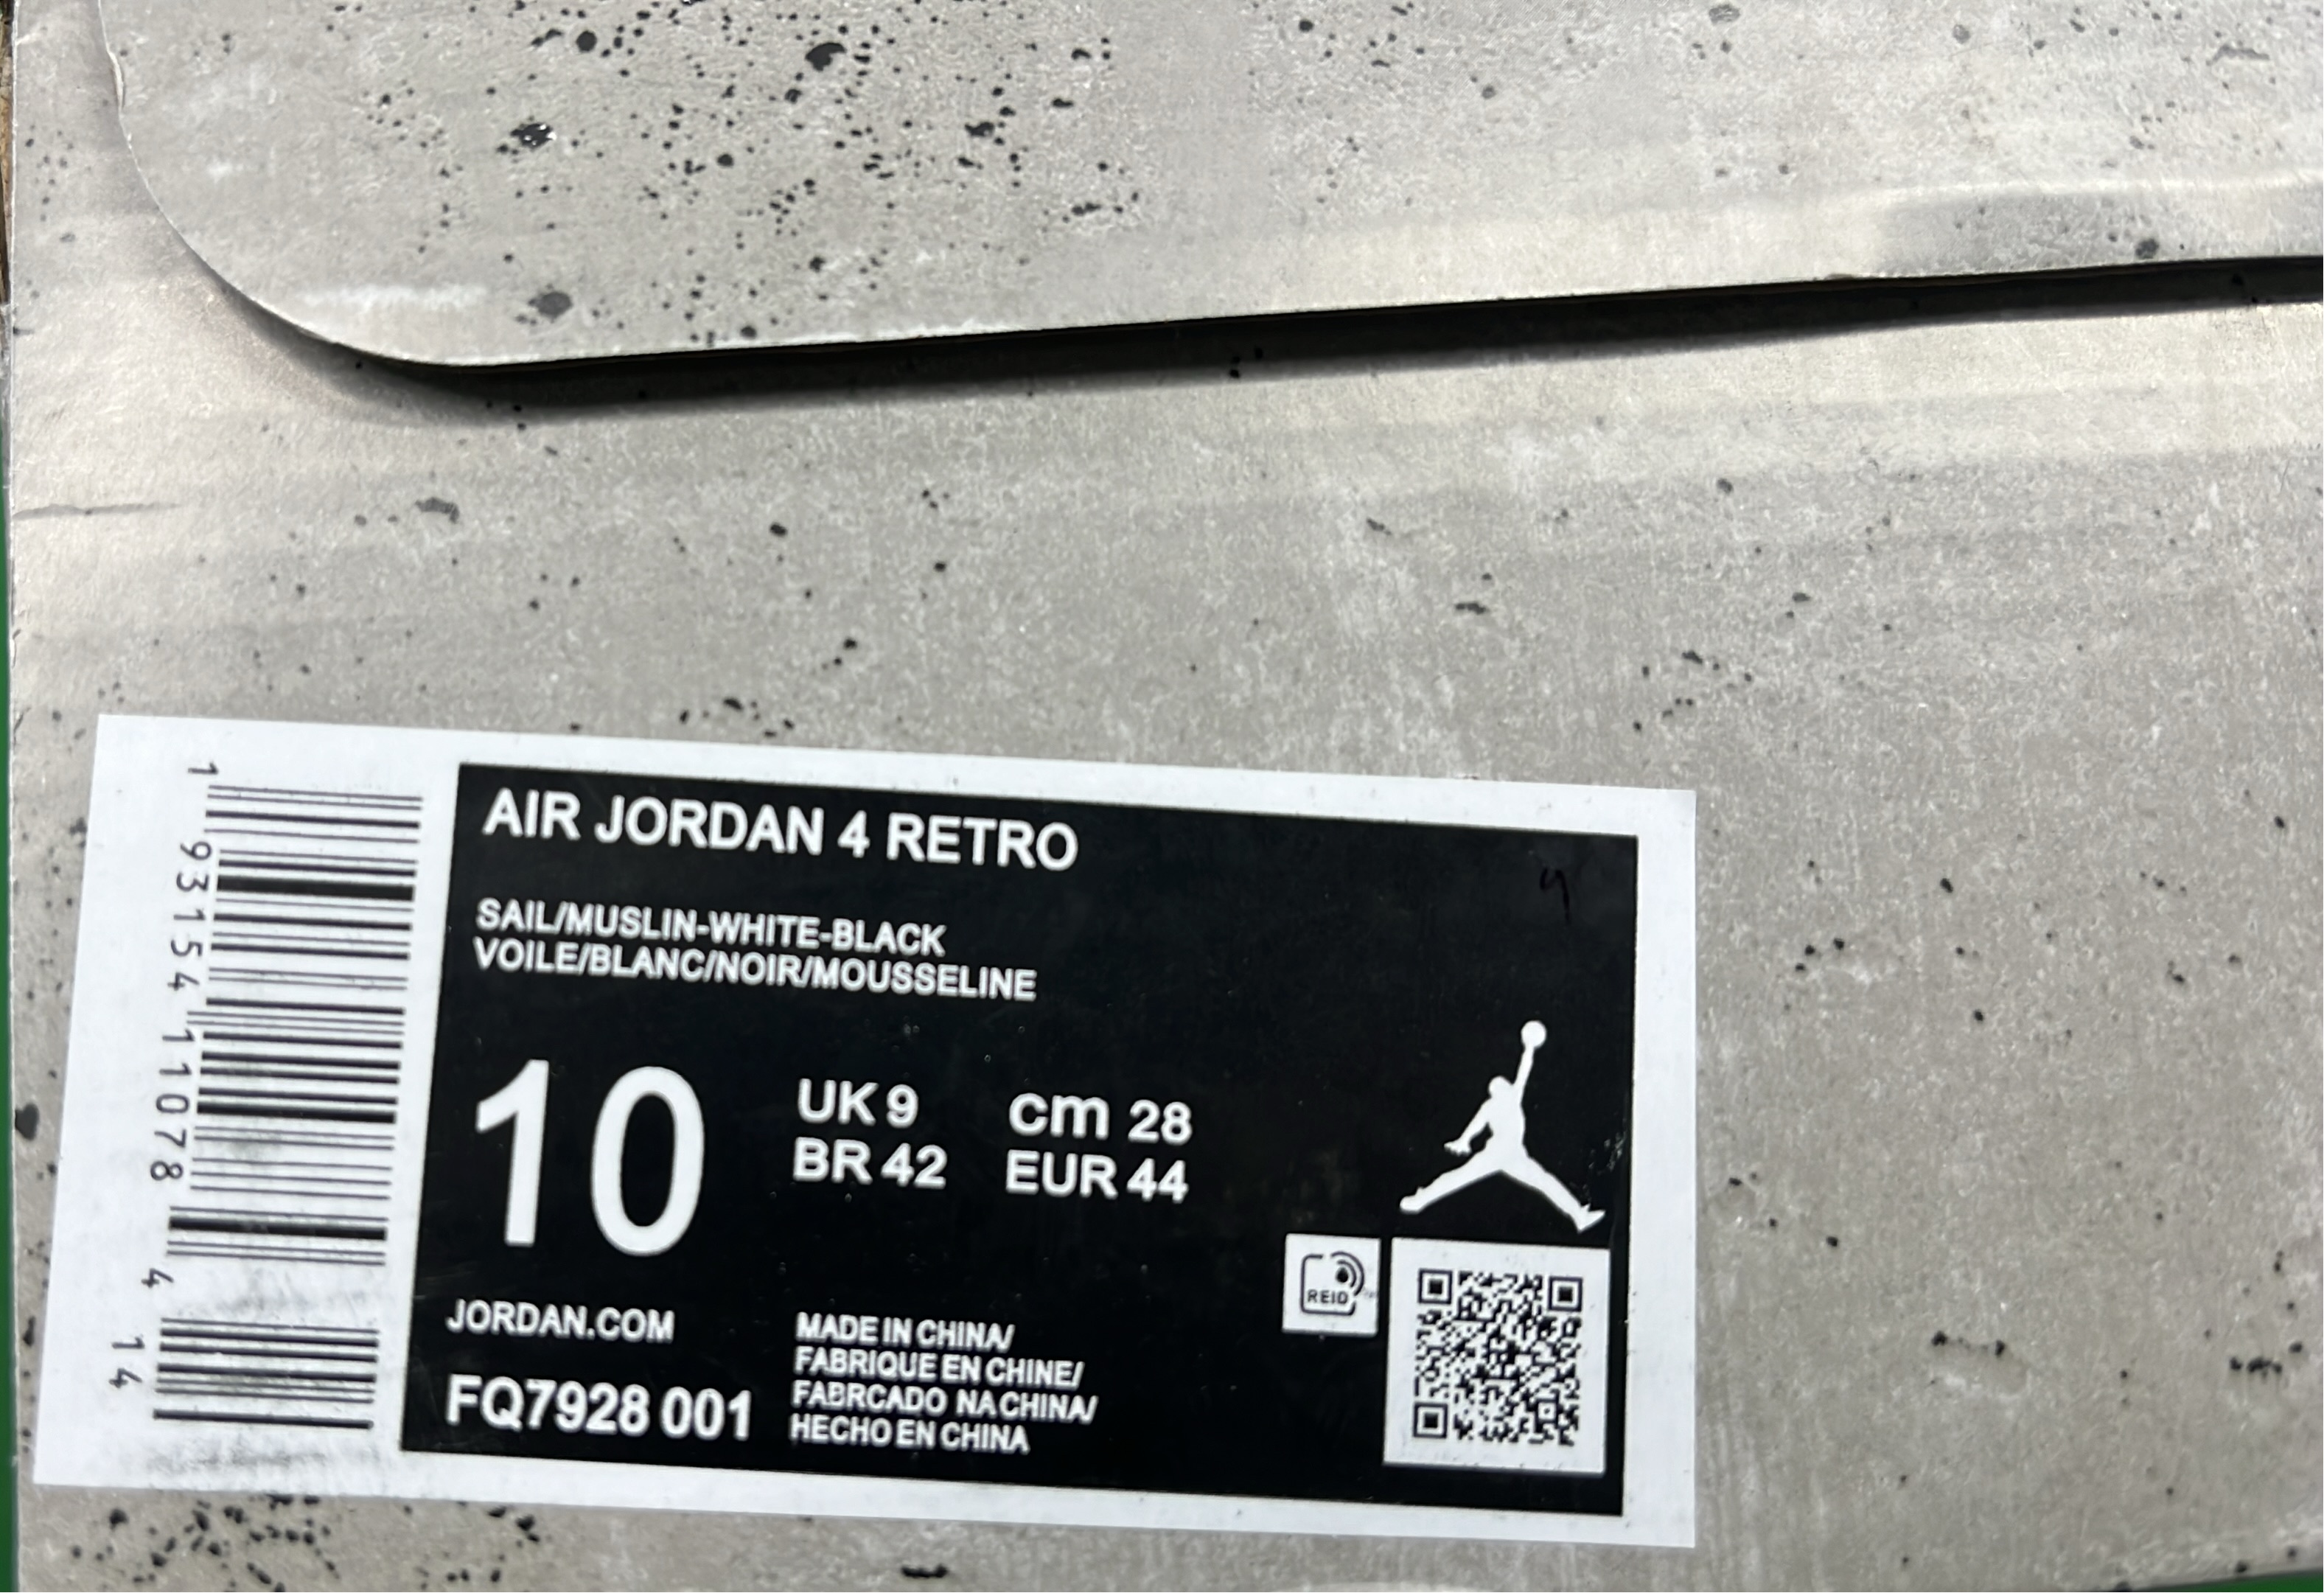 AIR JORDAN 4 RETRO
SAIL/MUSLIN-WHITE-BLACK
VOILE/BLANC/NOIR/MOUSSELINE
10
UK 9
cm 28
BR 42
EUR 44
JORDAN.COM
FQ7928 001
MADE IN CHINA/
FABRIQUE EN CHINE/
FABRCADO NA CHINA/
HECHO EN CHINA
REID
1 93154 11078 4
14